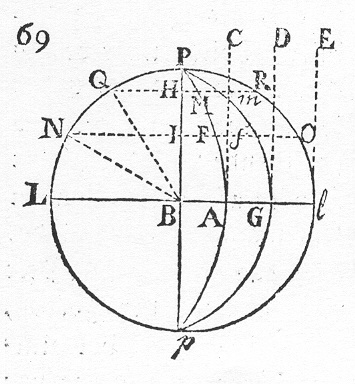 69
C D E
P
Q H M m R
N I F f O
L B A G l
p